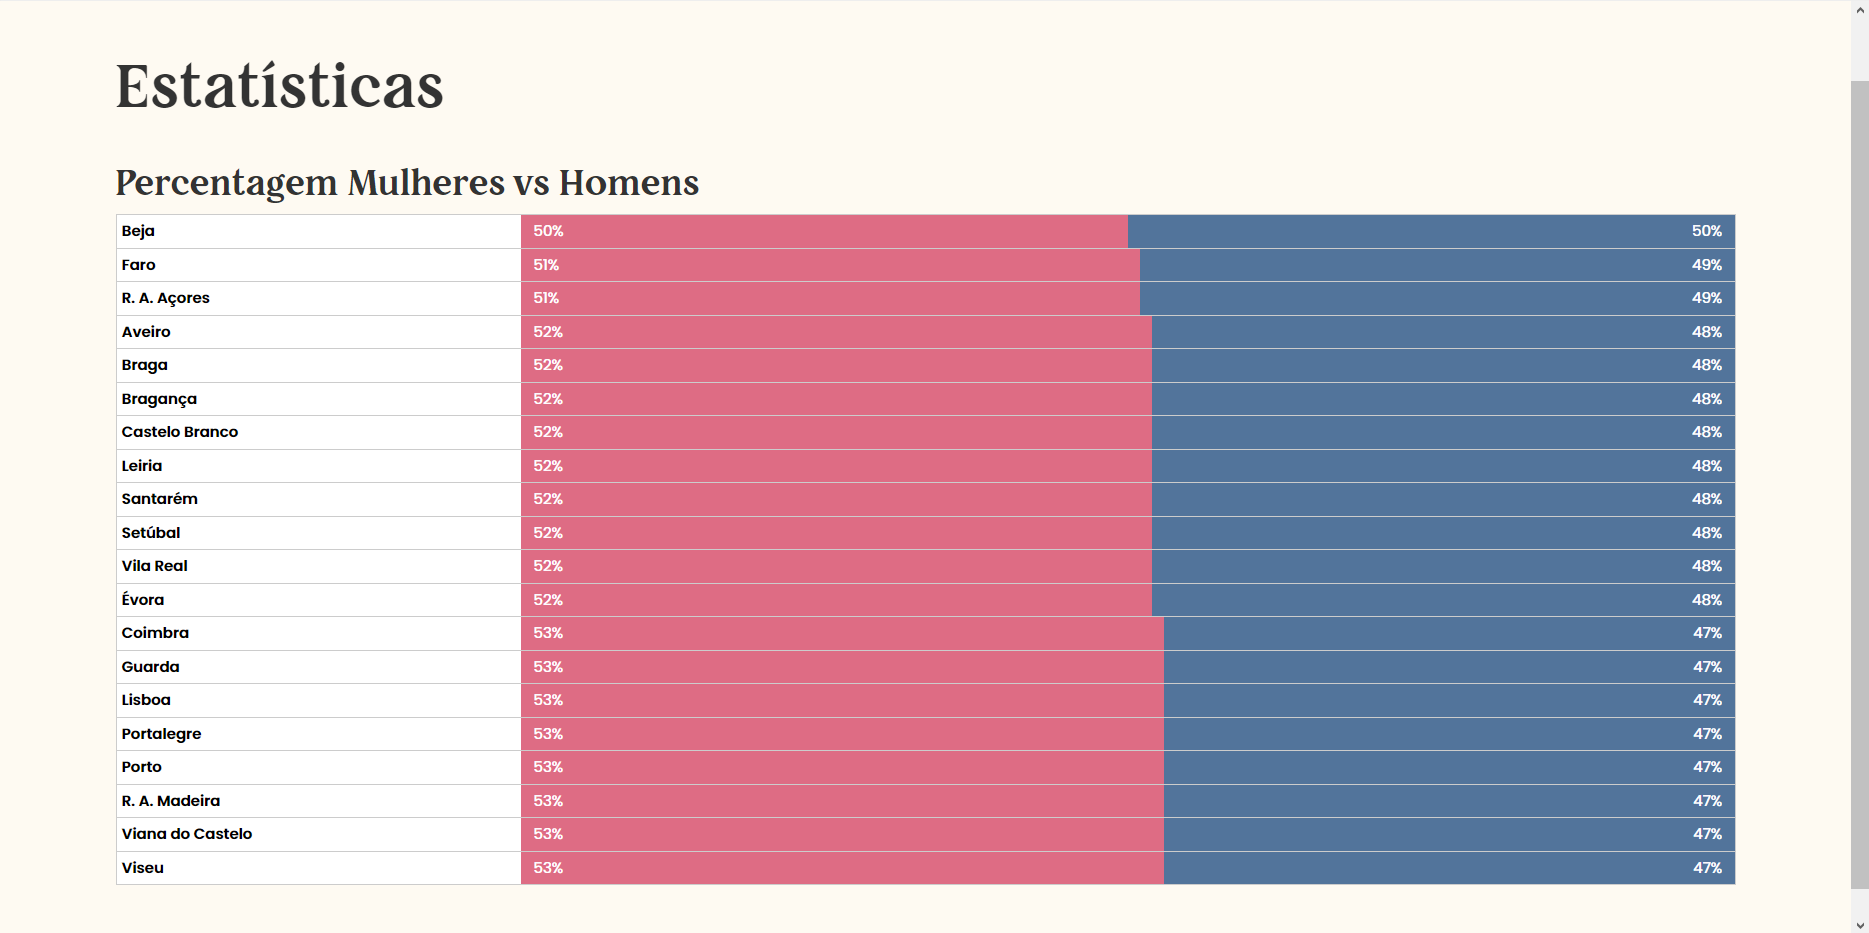 Estatísticas
Percentagem Mulheres vs Homens
Beja 50% 50%
Faro 51% 49%
R. A. Açores 51% 49%
Aveiro 52% 48%
Braga 52% 48%
Bragança 52% 48%
Castelo Branco 52% 48%
Leiria 52% 48%
Santarém 52% 48%
Setúbal 52% 48%
Vila Real 52% 48%
Évora 52% 48%
Coimbra 53% 47%
Guarda 53% 47%
Lisboa 53% 47%
Portalegre 53% 47%
Porto 53% 47%
R. A. Madeira 53% 47%
Viana do Castelo 53% 47%
Viseu 53% 47%